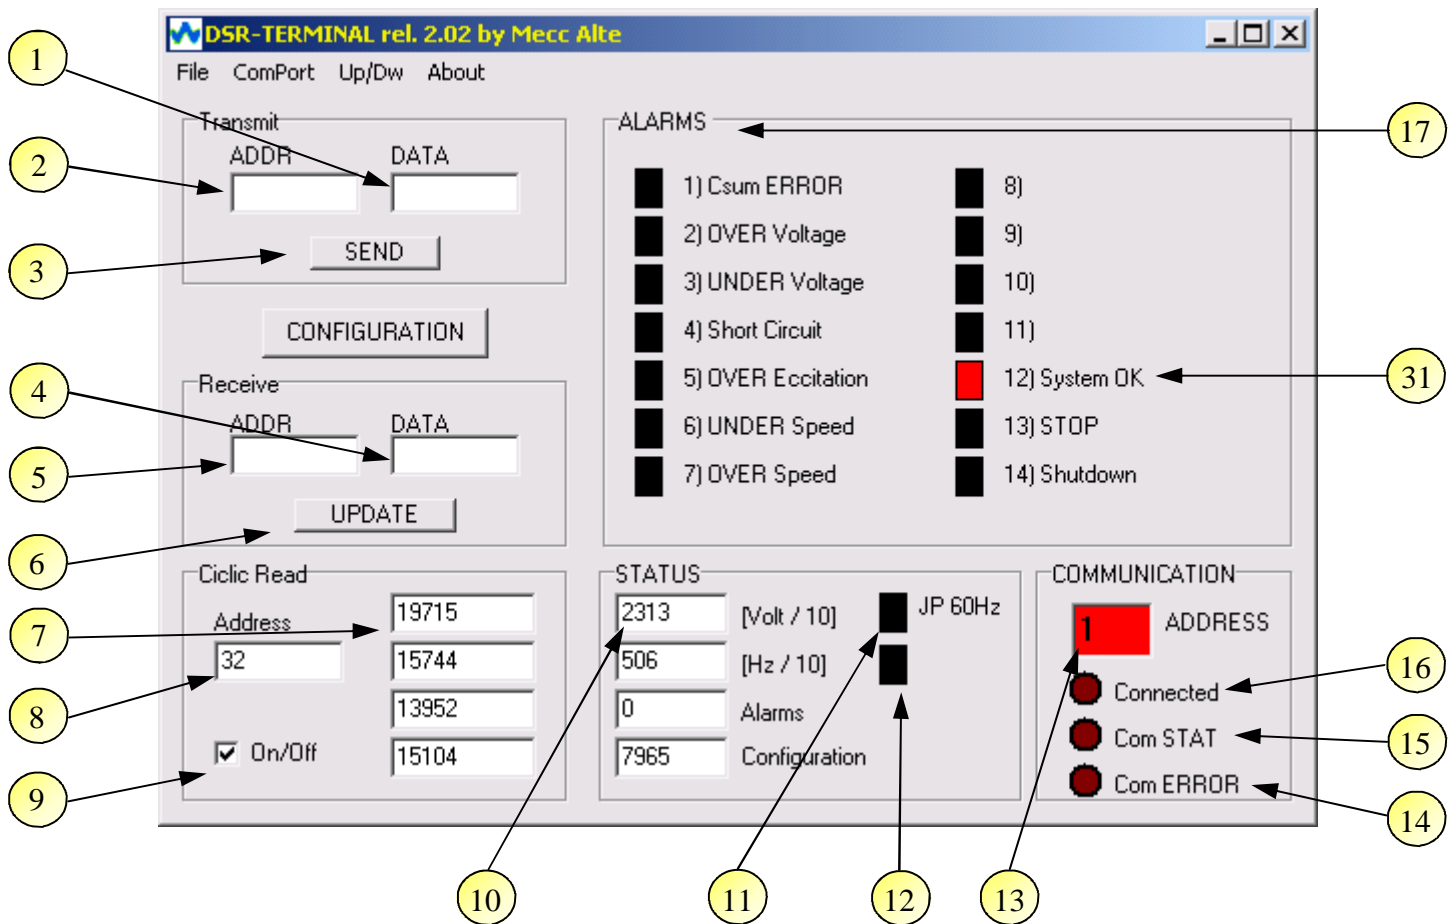 DSR-TERMINAL rel. 2.02 by Mecc Alte
File ComPort Up/Dw About
Transmit
ADDR DATA
SEND
CONFIGURATION
Receive
ADDR DATA
UPDATE
Ciclic Read
Address
32
On/Off
19715
15744
13952
15104
ALARMS
1) Csum ERROR
2) OVER Voltage
3) UNDER Voltage
4) Short Circuit
5) OVER Eccitation
6) UNDER Speed
7) OVER Speed
8)
9)
10)
11)
12) System OK
13) STOP
14) Shutdown
STATUS
2313 [Volt / 10]
506 [Hz / 10]
0 Alarms
7965 Configuration
JP 60Hz
COMMUNICATION
1 ADDRESS
Connected
Com STAT
Com ERROR
1
2
3
4
5
6
7
8
9
10
11
12
13
14
15
16
31
17